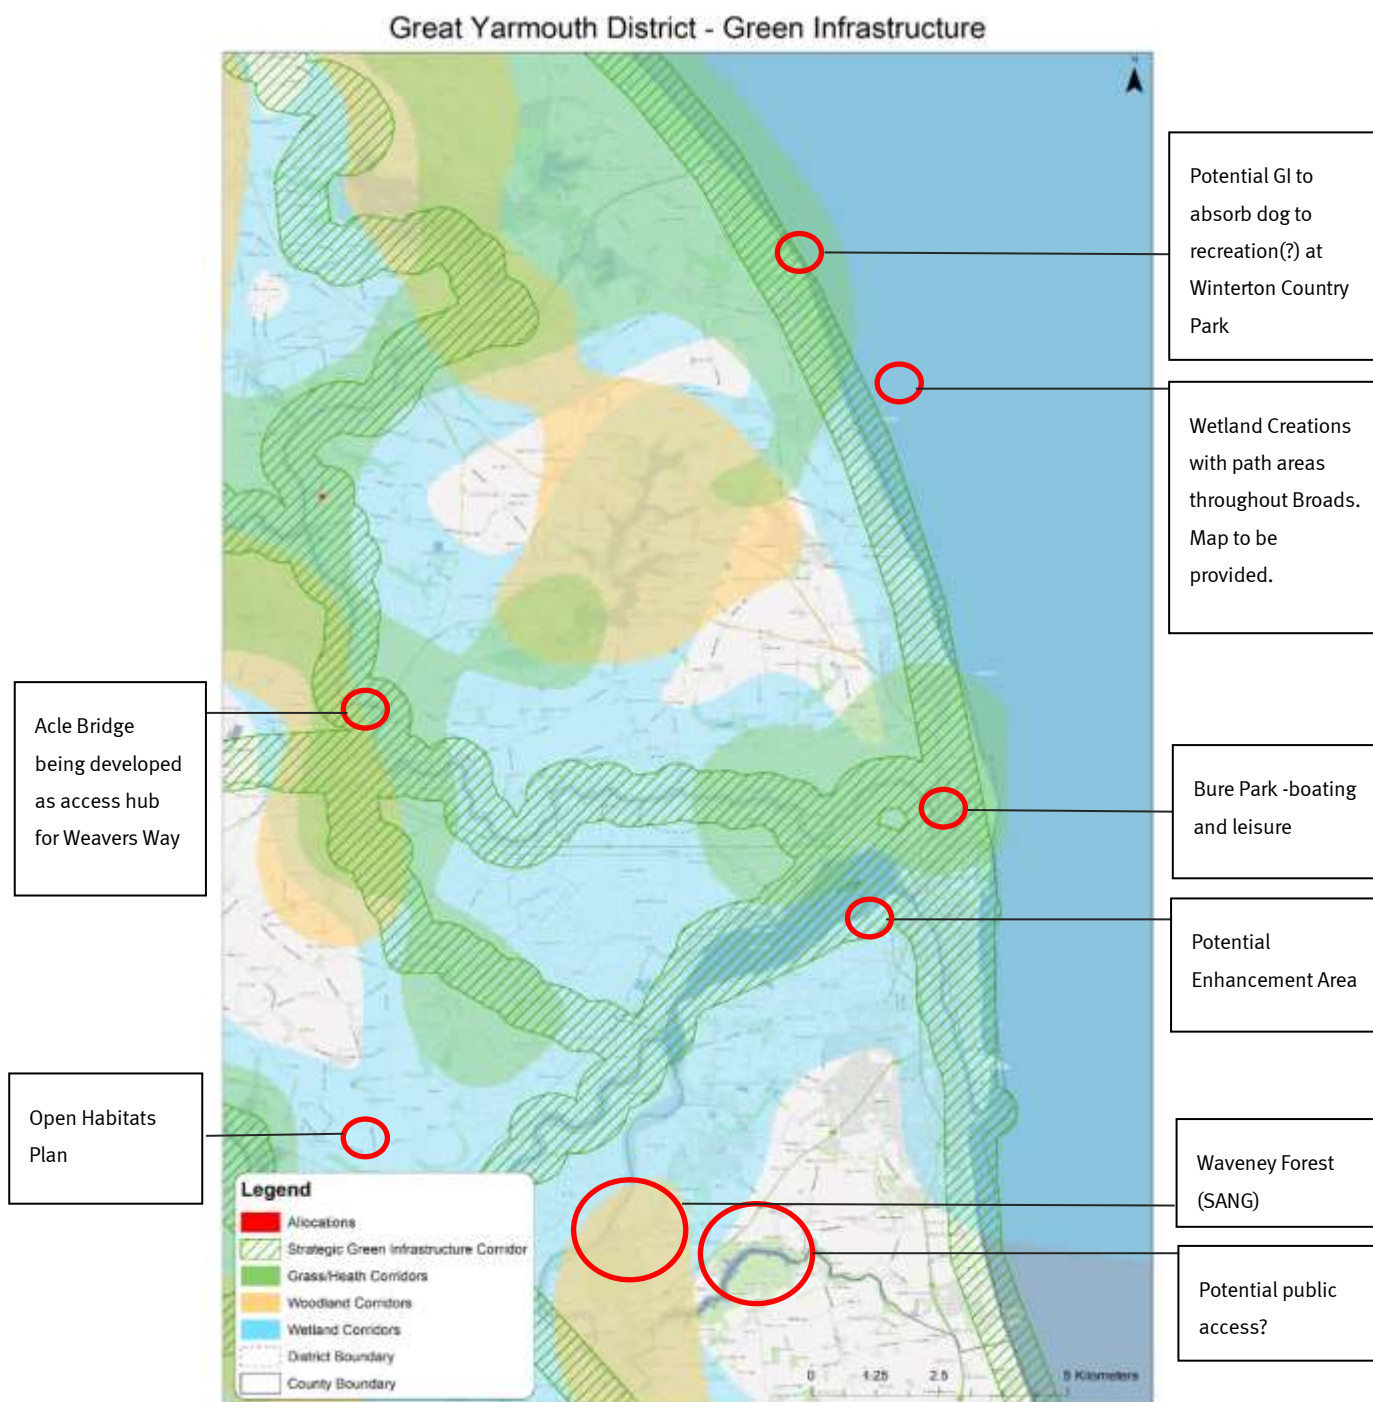 Great Yarmouth District - Green Infrastructure
N
Potential GI to
absorb dog to
recreation(?) at
Winterton Country
Park
Wetland Creations
with path areas
throughout Broads.
Map to be
provided.
Acle Bridge
being developed
as access hub
for Weavers Way
Bure Park -boating
and leisure
Potential
Enhancement Area
Open Habitats
Plan
Waveney Forest
(SANG)
Potential public
access?
Legend
Allocations
Strategic Green Infrastructure Corridor
Grass/Heath Corridors
Woodland Corridors
Wetland Corridors
District Boundary
County Boundary
0 1.25 2.5 5 Kilometers